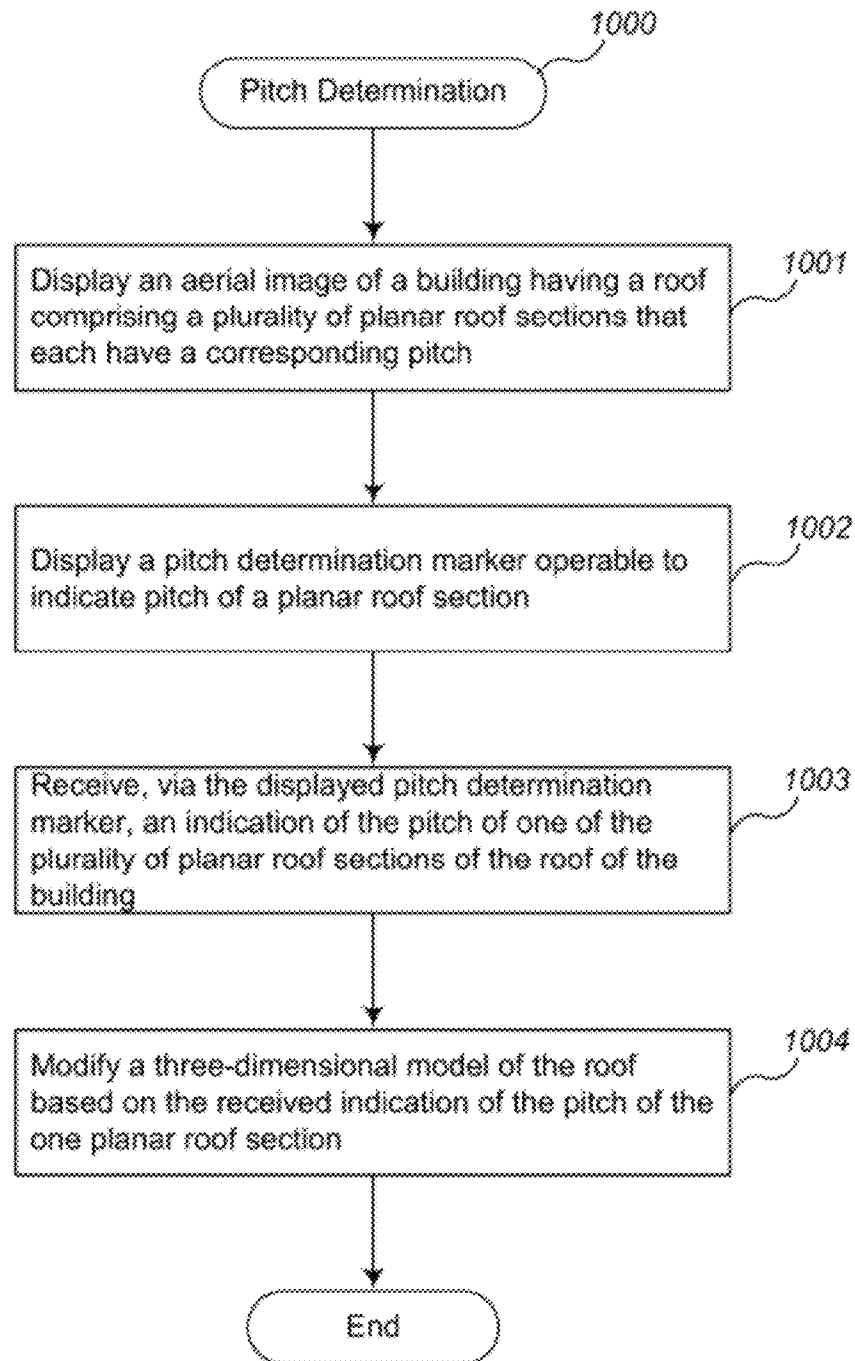 1000
Pitch Determination
1001
Display an aerial image of a building having a roof
comprising a plurality of planar roof sections that
each have a corresponding pitch
1002
Display a pitch determination marker operable to
indicate pitch of a planar roof section
1003
Receive, via the displayed pitch determination
marker, an indication of the pitch of one of the
plurality of planar roof sections of the roof of the
building
1004
Modify a three-dimensional model of the roof
based on the received indication of the pitch of the
one planar roof section
End